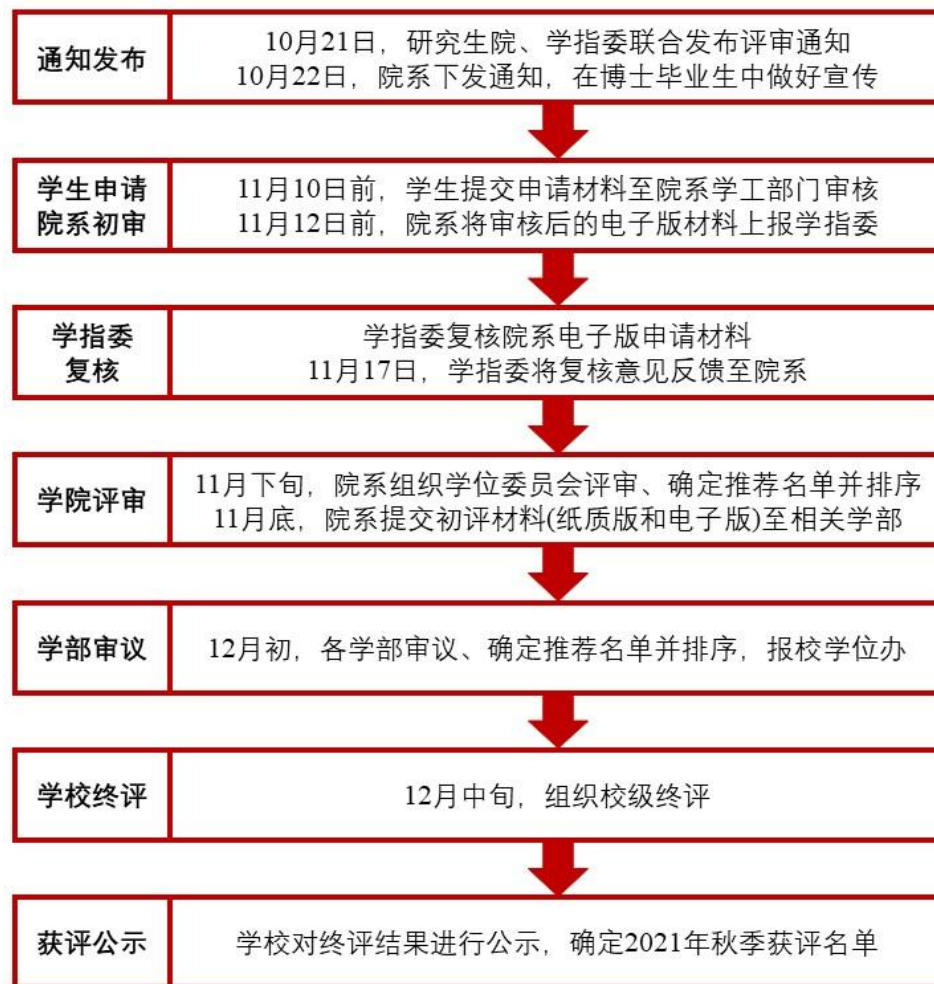 通知发布
10月21日，研究生院、学指委联合发布评审通知
10月22日，院系下发通知，在博士毕业生中做好宣传
学生申请
院系初审
11月10日前，学生提交申请材料至院系学工部门审核
11月12日前，院系将审核后的电子版材料上报学指委
学指委
复核
学指委复核院系电子版申请材料
11月17日，学指委将复核意见反馈至院系
学院评审
11月下旬，院系组织学位委员会评审、确定推荐名单并排序
11月底，院系提交初评材料(纸质版和电子版)至相关学部
学部审议
12月初，各学部审议、确定推荐名单并排序，报校学位办
学校终评
12月中旬，组织校级终评
获评公示
学校对终评结果进行公示，确定2021年秋季获评名单